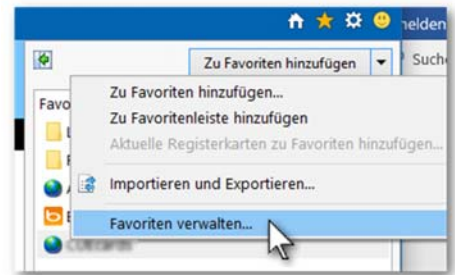 elden
Zu Favoriten hinzufügen
Such
Favo
Zu Favoriten hinzufügen...
Zu Favoritenleiste hinzufügen
Aktuelle Registerkarten zu Favoriten hinzufügen...
Importieren und Exportieren...
Favoriten verwalten...